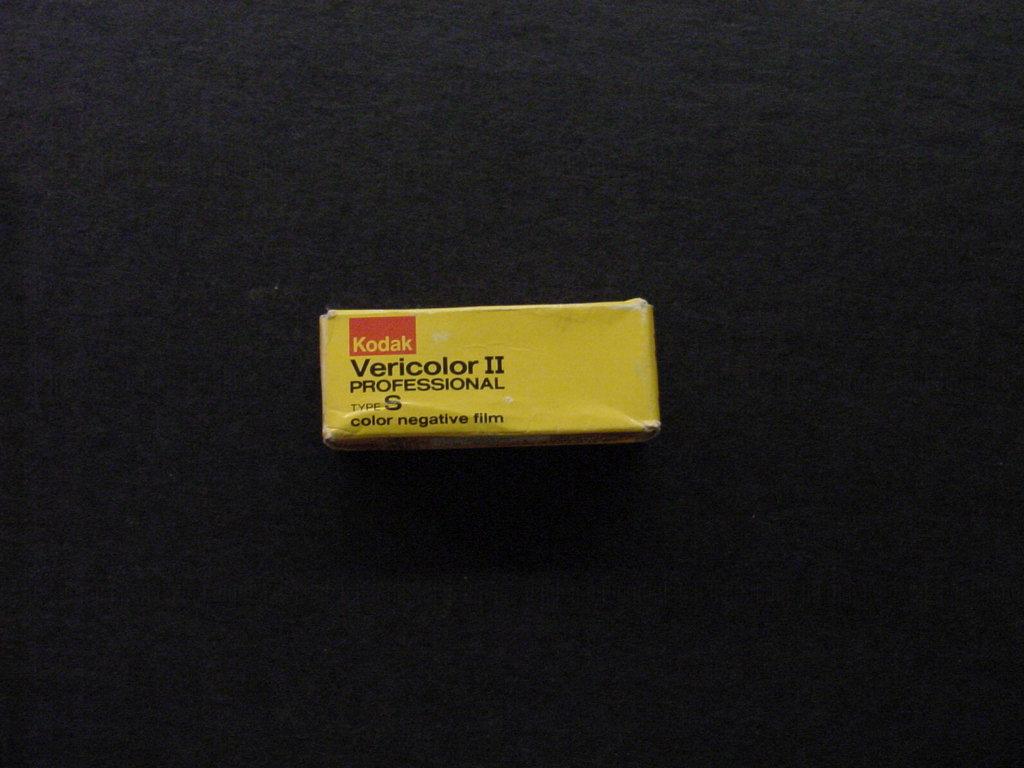 Kodak
Vericolor II
PROFESSIONAL
TYPE S
color negative film